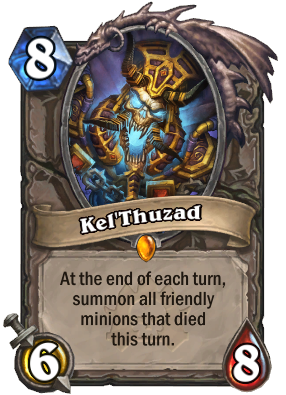 8
Kel'Thuzad
At the end of each turn,
summon all friendly
minions that died
this turn.
6
8